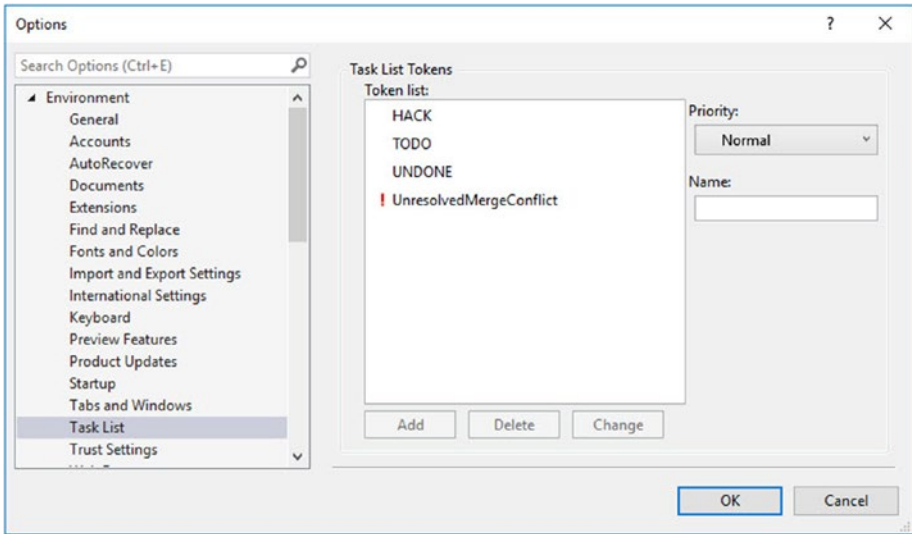 Options
?
Search Options (Ctrl+E)
Environment
General
Accounts
AutoRecover
Documents
Extensions
Find and Replace
Fonts and Colors
Import and Export Settings
International Settings
Keyboard
Preview Features
Product Updates
Startup
Tabs and Windows
Task List
Trust Settings
Task List Tokens
Token list:
HACK
TODO
UNDONE
! UnresolvedMergeConflict
Priority:
Normal
Name:
Add Delete Change
OK Cancel